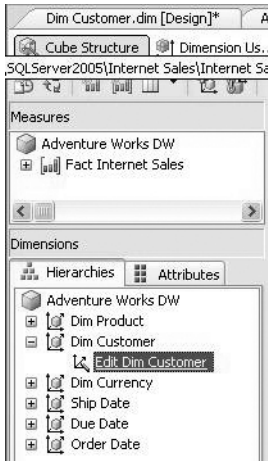 Dim Customer.dim [Design]*
Cube Structure
Dimension Us..
SQLServer2005\Internet Sales\Internet Sa
Measures
Adventure Works DW
Fact Internet Sales
Dimensions
Hierarchies
Attributes
Adventure Works DW
Dim Product
Dim Customer
Edit Dim Customer
Dim Currency
Ship Date
Due Date
Order Date